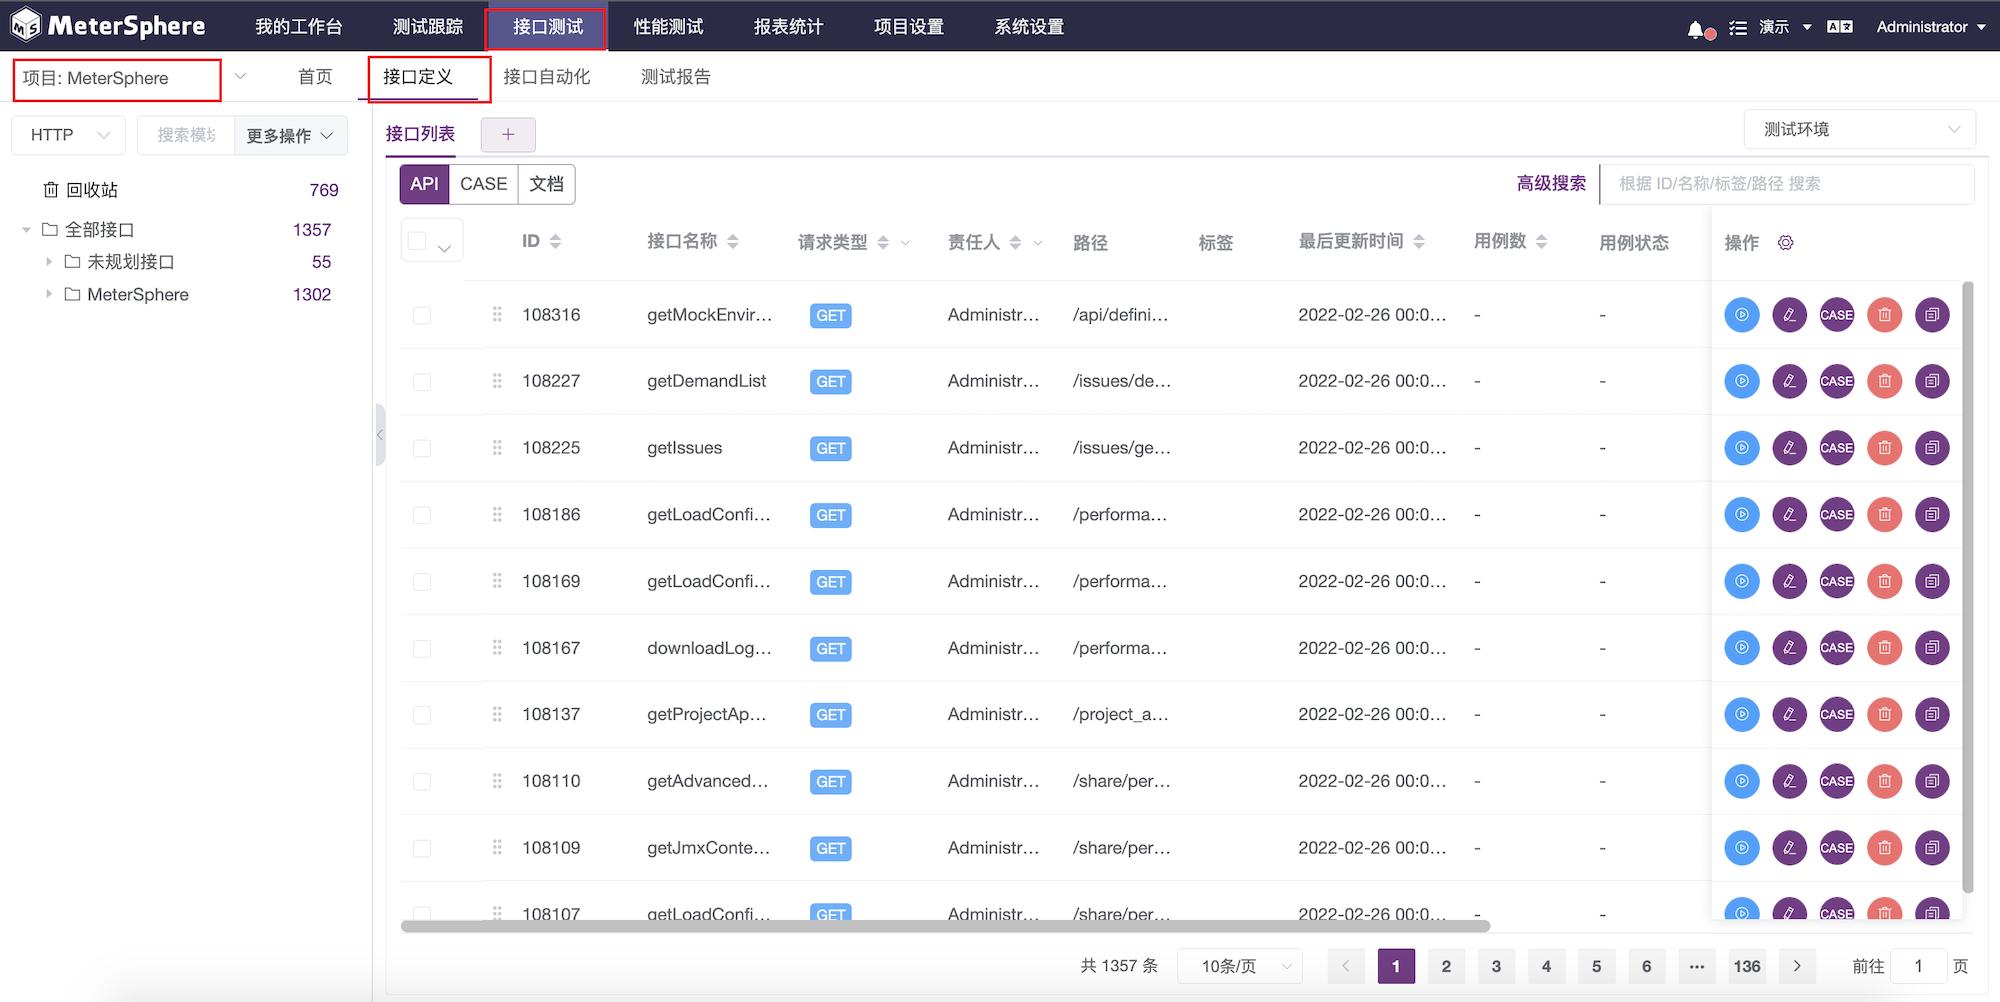 MeterSphere 我的工作台 测试跟踪 接口测试 性能测试 报表统计 项目设置 系统设置 演示 Administrator
项目: MeterSphere 首页 接口定义 接口自动化 测试报告
HTTP 搜索模块 更多操作 接口列表 + 测试环境
回收站 769
全部接口 1357
未规划接口 55
MeterSphere 1302
API CASE 文档 高级搜索 根据 ID/名称/标签/路径 搜索
ID 接口名称 请求类型 责任人 路径 标签 最后更新时间 用例数 用例状态 操作
108316 getMockEnvir... GET Administr... /api/defini... 2022-02-26 00:0... - - CASE
108227 getDemandList GET Administr... /issues/de... 2022-02-26 00:0... - - CASE
108225 getIssues GET Administr... /issues/ge... 2022-02-26 00:0... - - CASE
108186 getLoadConfi... GET Administr... /performa... 2022-02-26 00:0... - - CASE
108169 getLoadConfi... GET Administr... /performa... 2022-02-26 00:0... - - CASE
108167 downloadLog... GET Administr... /performa... 2022-02-26 00:0... - - CASE
108137 getProjectAp... GET Administr... /project_a... 2022-02-26 00:0... - - CASE
108110 getAdvanced... GET Administr... /share/per... 2022-02-26 00:0... - - CASE
108109 getJmxConte... GET Administr... /share/per... 2022-02-26 00:0... - - CASE
108107 getLoadConfi... GET Administr... /share/per... 2022-02-26 00:0... - - CASE
共 1357 条 10条/页 < 1 2 3 4 5 6 ... 136 > 前往 1 页